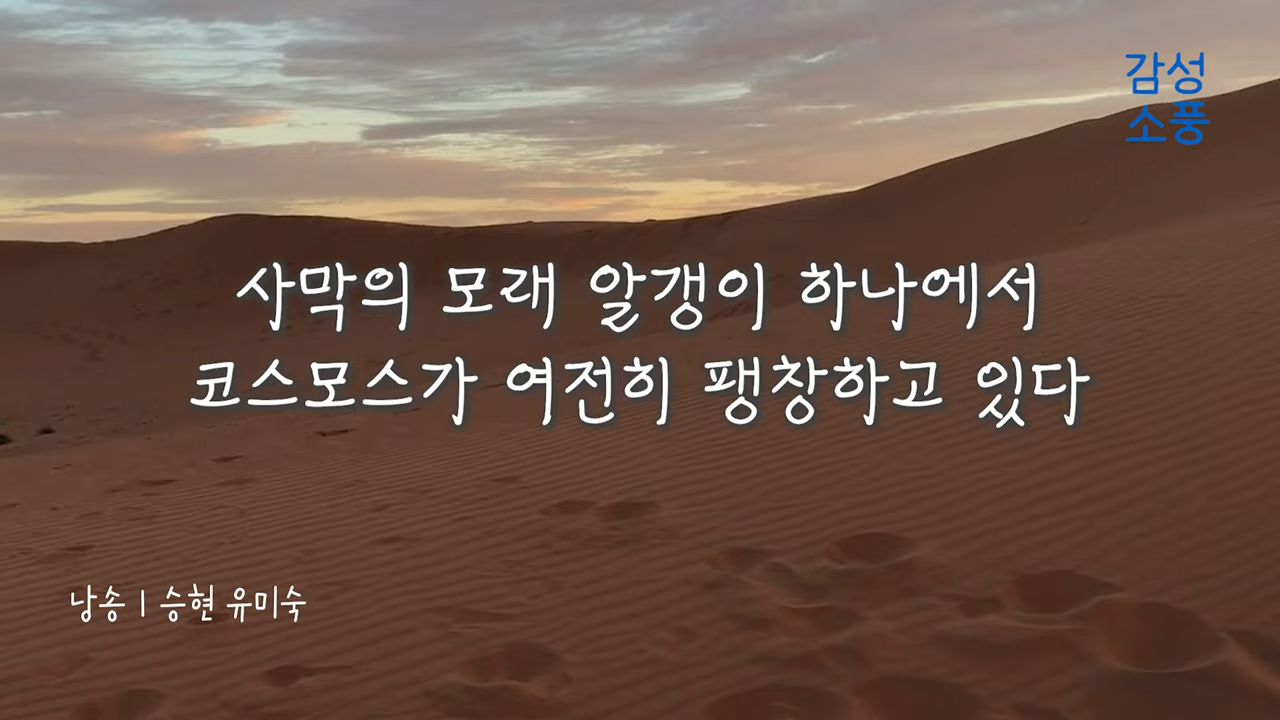 감성
소풍
사막의 모래 알갱이 하나에서
코스모스가 여전히 팽창하고 있다
낭송 | 승현 유미숙